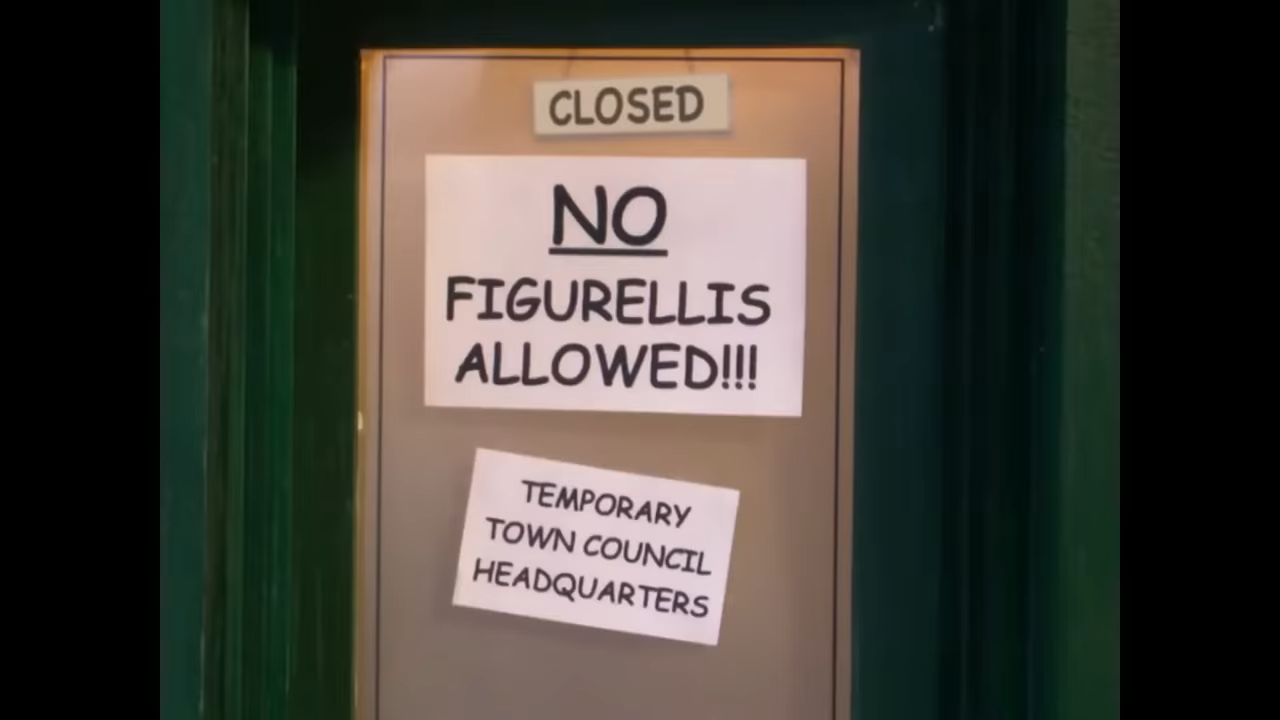 CLOSED
NO
FIGURELLIS
ALLOWED!!!
TEMPORARY
TOWN COUNCIL
HEADQUARTERS